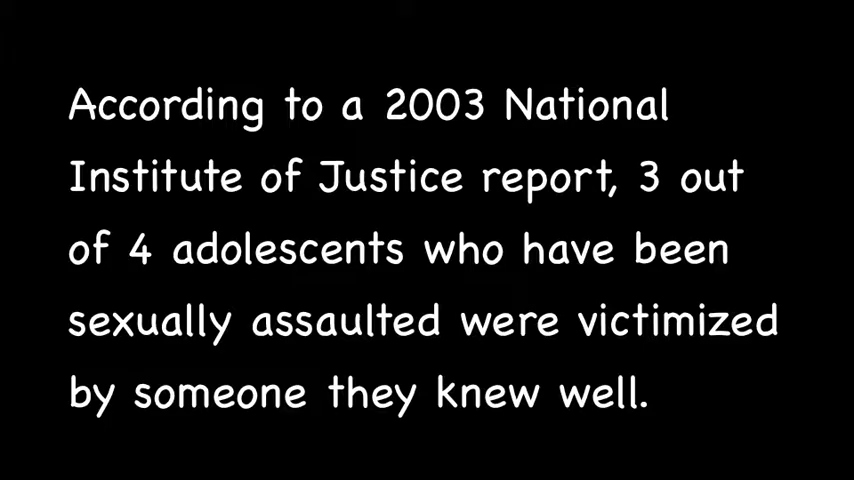 According to a 2003 National
Institute of Justice report, 3 out
of 4 adolescents who have been
sexually assaulted were victimized
by someone they knew well.